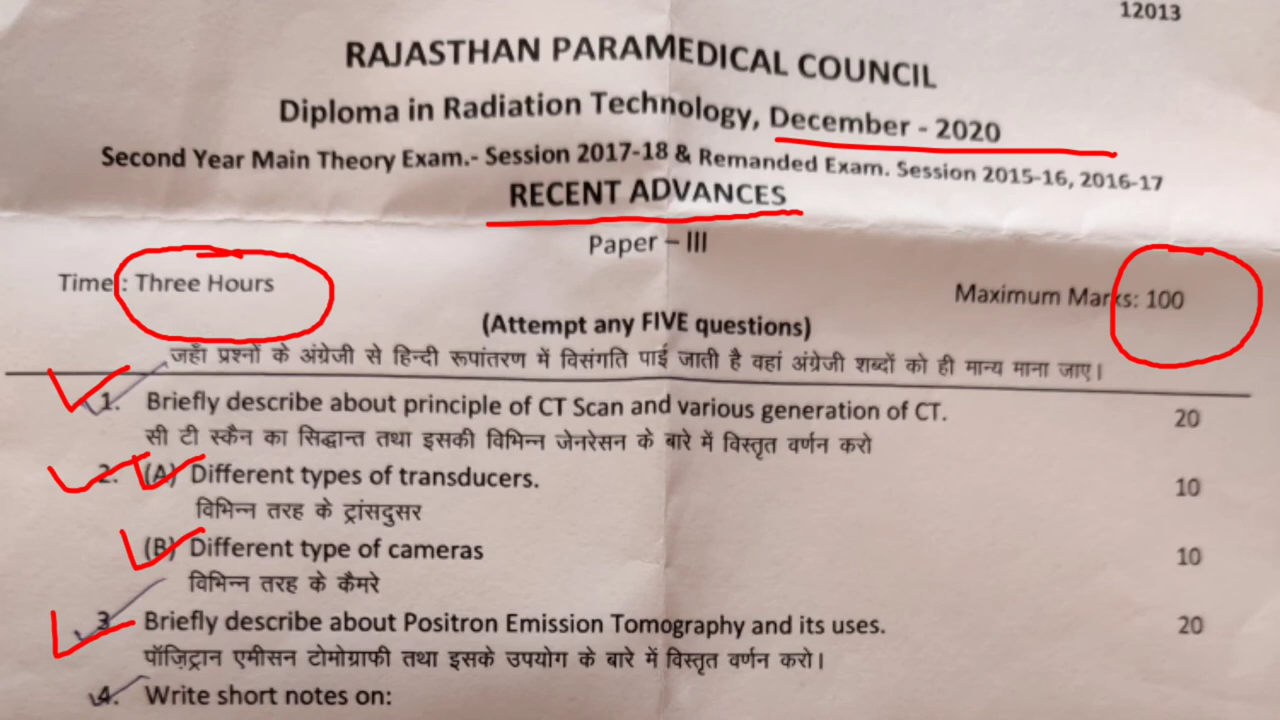 12013
RAJASTHAN PARAMEDICAL COUNCIL
Diploma in Radiation Technology, December - 2020
Second Year Main Theory Exam.- Session 2017-18 & Remanded Exam. Session 2015-16, 2016-17
RECENT ADVANCES
Paper – III
Time : Three Hours Maximum Marks: 100
(Attempt any FIVE questions)
जहाँ प्रश्नों के अंग्रेजी से हिन्दी रूपांतरण में विसंगति पाई जाती है वहां अंग्रेजी शब्दों को ही मान्य माना जाए।
1. Briefly describe about principle of CT Scan and various generation of CT. 20
सी टी स्कैन का सिद्धान्त तथा इसकी विभिन्न जेनरेसन के बारे में विस्तृत वर्णन करो
2. (A) Different types of transducers. 10
विभिन्न तरह के ट्रांसदुसर
(B) Different type of cameras 10
विभिन्न तरह के कैमरे
3 Briefly describe about Positron Emission Tomography and its uses. 20
पॉज़िट्रान एमीसन टोमोग्राफी तथा इसके उपयोग के बारे में विस्तृत वर्णन करो।
4. Write short notes on: